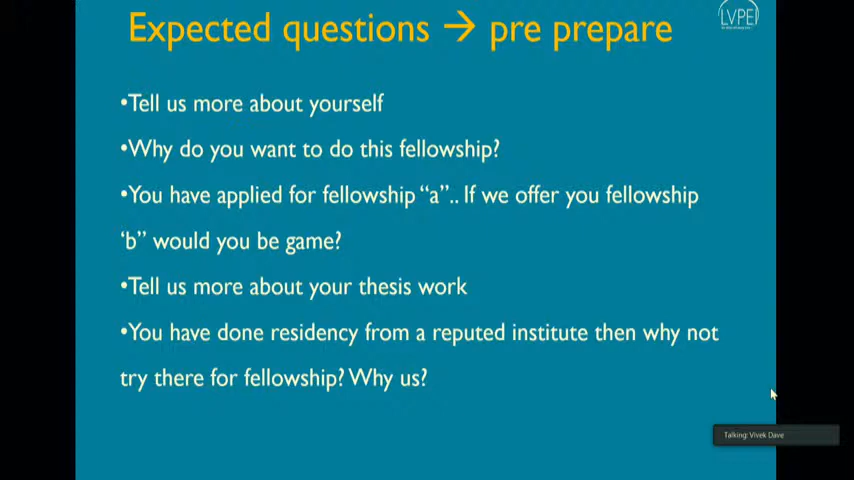 Expected questions → pre prepare
LVPEI
•Tell us more about yourself
•Why do you want to do this fellowship?
•You have applied for fellowship “a”.. If we offer you fellowship
‘b” would you be game?
•Tell us more about your thesis work
•You have done residency from a reputed institute then why not
try there for fellowship? Why us?
Talking: Vivek Dave